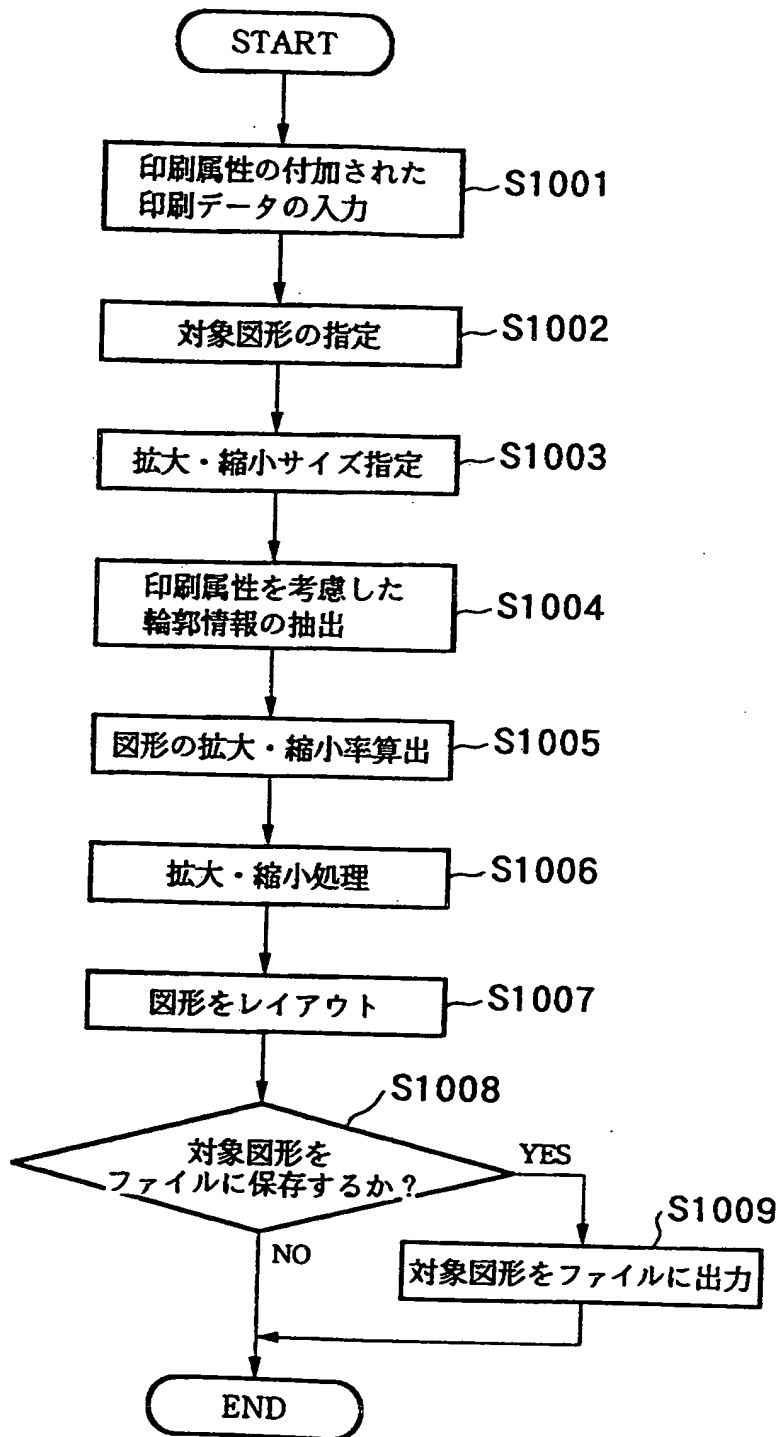 START
印刷属性の付加された
印刷データの入力
S1001
対象図形の指定
S1002
拡大・縮小サイズ指定
S1003
印刷属性を考慮した
輪郭情報の抽出
S1004
図形の拡大・縮小率算出
S1005
拡大・縮小処理
S1006
図形をレイアウト
S1007
S1008
対象図形を
ファイルに保存するか？
YES
S1009
NO
対象図形をファイルに出力
END